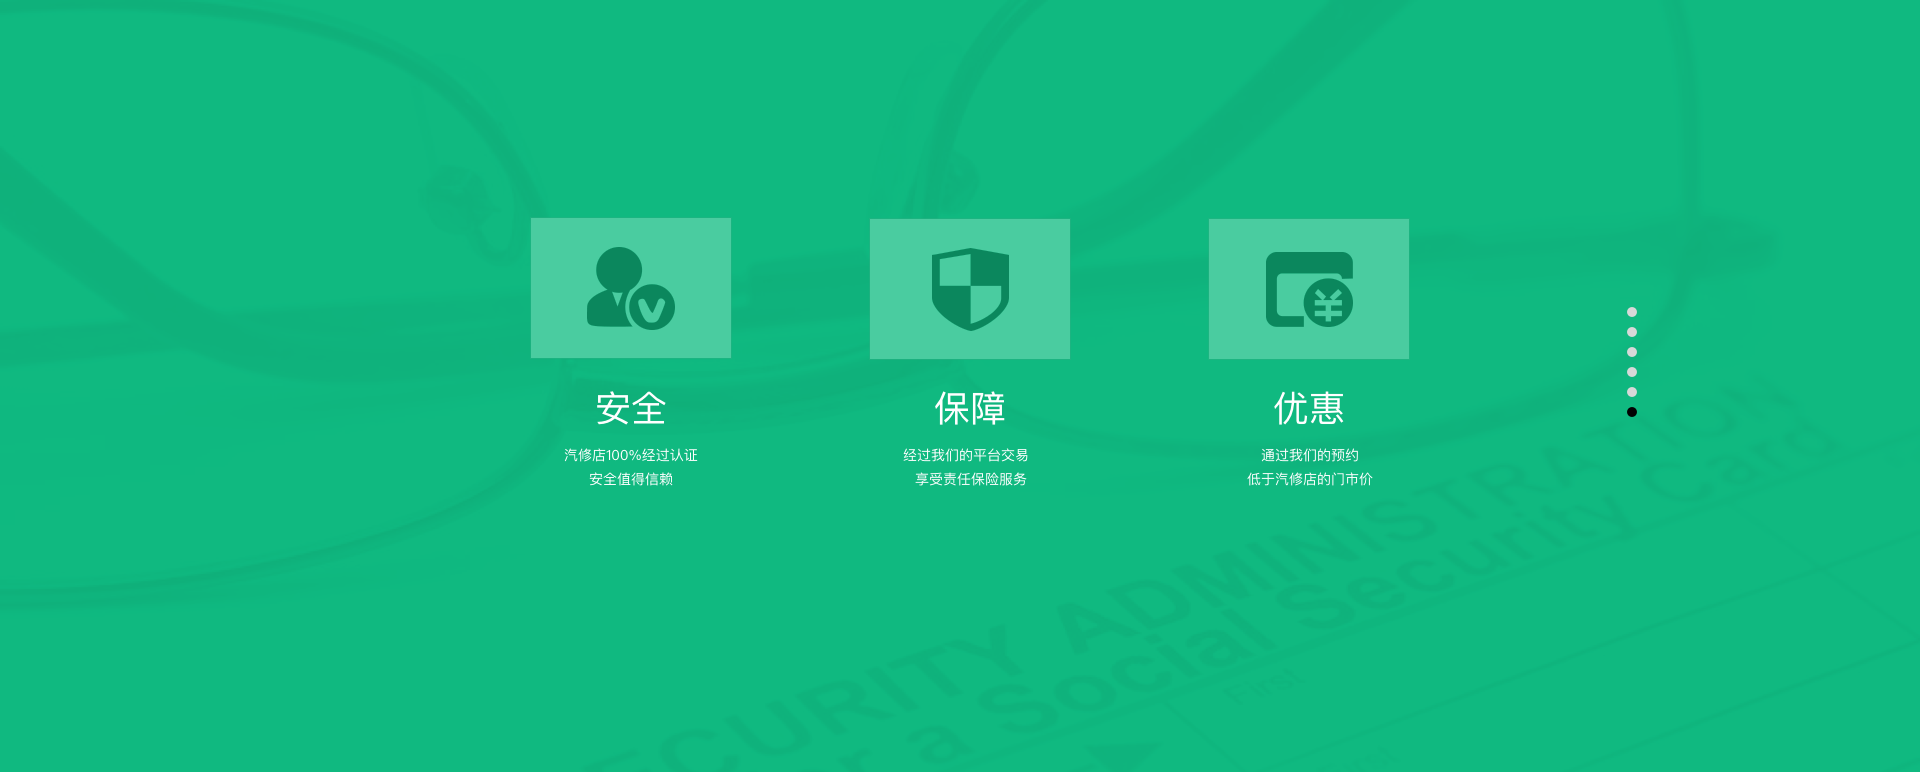 安全
汽修店100%经过认证
安全值得信赖
保障
经过我们的平台交易
享受责任保险服务
优惠
通过我们的预约
低于汽修店的门市价
ECURITY ADMINISTRATION
r a Social Security Card
First